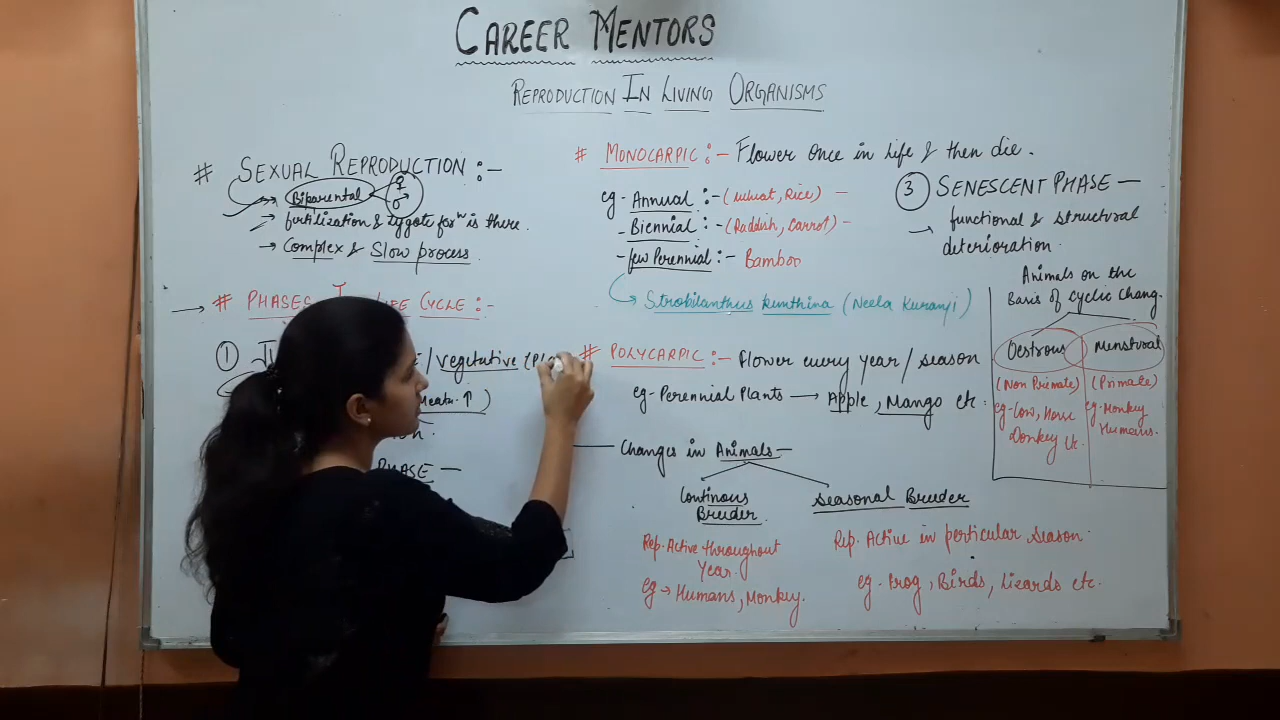 CAREER MENTORS
REPRODUCTION IN LIVING ORGANISMS
# SEXUAL REPRODUCTION :-
→ Biparental ♀ ♂
→ fertilization & zygote forⁿ is there.
→ Complex & Slow process.
→ # PHASES LIFE CYCLE :-
① /vegetative
↑ )
PHASE —
# MONOCARPIC :- Flower once in life & then die.
eg- Annual :- (Wheat, Rice) -
- Biennial :- (Raddish, Carrot) -
- few Perennial :- Bamboo
Strobilanthus kunthina (Neela Kuranji)
# POLYCARPIC :- Flower every year / season
eg- Perennial Plants → Apple, Mango etc.
Changes in Animals —
Continous
Breeder
Rep. Active throughout
Year.
eg → Humans, Monkey.
Seasonal Breeder
Rep. Active in perticular season.
eg- Frog, Birds, Lizards etc.
③ SENESCENT PHASE —
→ functional & structural
deterioration.
Animals on the
Basis of Cyclic Chang.
Oestrous
(Non Primate)
eg- Cow, Horse
Donkey etc.
Menstural
(Primate)
eg- Monkey
Humans.